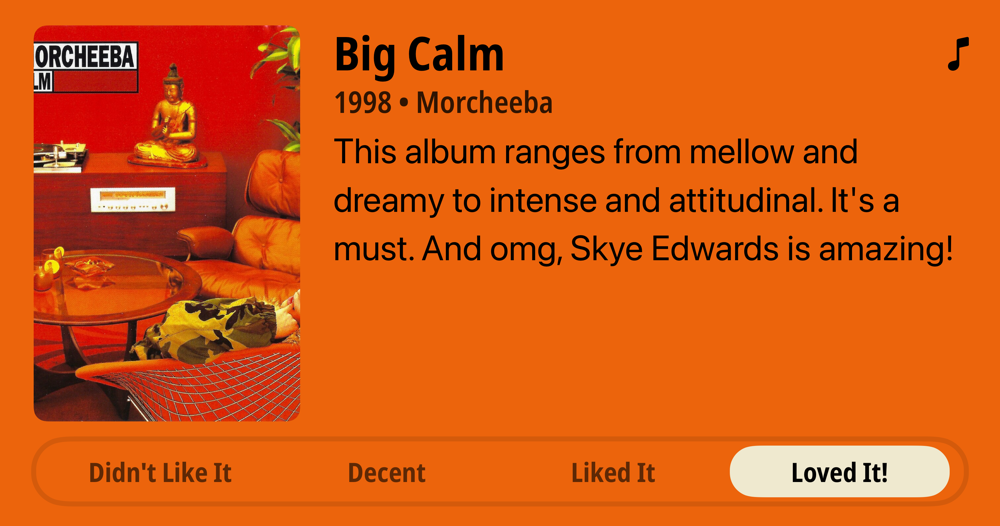 ORCHEEBA
LM
Big Calm
1998 • Morcheeba
This album ranges from mellow and
dreamy to intense and attitudinal. It's a
must. And omg, Skye Edwards is amazing!
Didn't Like It
Decent
Liked It
Loved It!